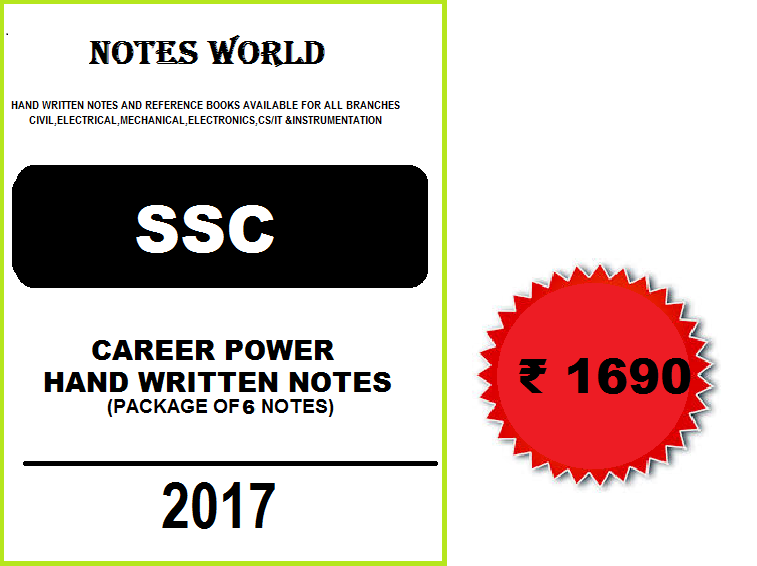 NOTES WORLD
HAND WRITTEN NOTES AND REFERENCE BOOKS AVAILABLE FOR ALL BRANCHES
CIVIL,ELECTRICAL,MECHANICAL,ELECTRONICS,CS/IT &INSTRUMENTATION
SSC
CAREER POWER
HAND WRITTEN NOTES
(PACKAGE OF 6 NOTES)
2017
₹ 1690